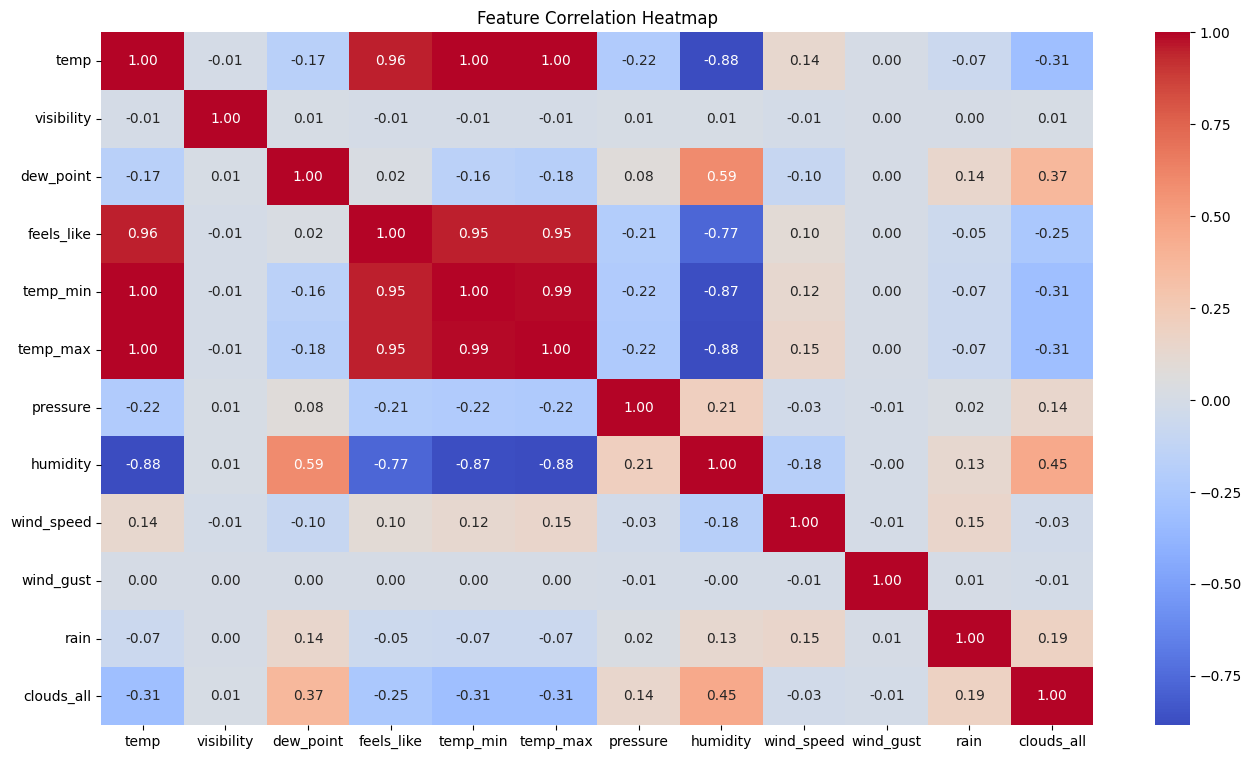 Feature Correlation Heatmap
temp 1.00 -0.01 -0.17 0.96 1.00 1.00 -0.22 -0.88 0.14 0.00 -0.07 -0.31
visibility -0.01 1.00 0.01 -0.01 -0.01 -0.01 0.01 0.01 -0.01 0.00 0.00 0.01
dew_point -0.17 0.01 1.00 0.02 -0.16 -0.18 0.08 0.59 -0.10 0.00 0.14 0.37
feels_like 0.96 -0.01 0.02 1.00 0.95 0.95 -0.21 -0.77 0.10 0.00 -0.05 -0.25
temp_min 1.00 -0.01 -0.16 0.95 1.00 0.99 -0.22 -0.87 0.12 0.00 -0.07 -0.31
temp_max 1.00 -0.01 -0.18 0.95 0.99 1.00 -0.22 -0.88 0.15 0.00 -0.07 -0.31
pressure -0.22 0.01 0.08 -0.21 -0.22 -0.22 1.00 0.21 -0.03 -0.01 0.02 0.14
humidity -0.88 0.01 0.59 -0.77 -0.87 -0.88 0.21 1.00 -0.18 -0.00 0.13 0.45
wind_speed 0.14 -0.01 -0.10 0.10 0.12 0.15 -0.03 -0.18 1.00 -0.01 0.15 -0.03
wind_gust 0.00 0.00 0.00 0.00 0.00 0.00 -0.01 -0.00 -0.01 1.00 0.01 -0.01
rain -0.07 0.00 0.14 -0.05 -0.07 -0.07 0.02 0.13 0.15 0.01 1.00 0.19
clouds_all -0.31 0.01 0.37 -0.25 -0.31 -0.31 0.14 0.45 -0.03 -0.01 0.19 1.00
temp visibility dew_point feels_like temp_min temp_max pressure humidity wind_speed wind_gust rain clouds_all
1.00
0.75
0.50
0.25
0.00
−0.25
−0.50
−0.75